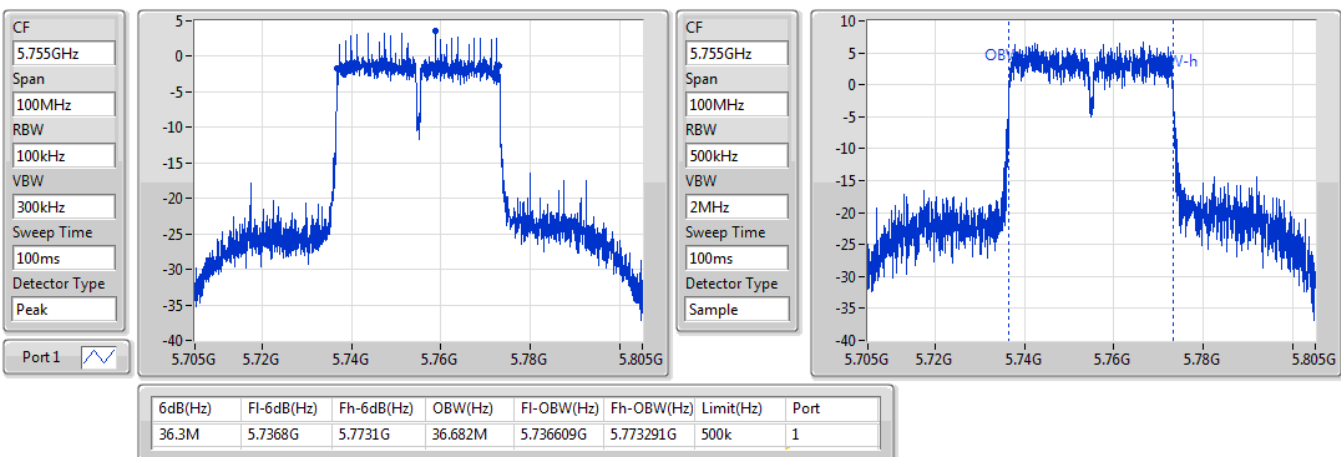 CF
5.755GHz
Span
100MHz
RBW
100kHz
VBW
300kHz
Sweep Time
100ms
Detector Type
Peak
Port 1
5-
0-
-5-
-10-
-15-
-20-
-25-
-30-
-35-
-40-
5.705G 5.72G 5.74G 5.76G 5.78G 5.805G
CF
5.755GHz
Span
100MHz
RBW
500kHz
VBW
2MHz
Sweep Time
100ms
Detector Type
Sample
10-
5-
0-
-5-
-10-
-15-
-20-
-25-
-30-
-35-
-40-
5.705G 5.72G 5.74G 5.76G 5.78G 5.805G
6dB(Hz) Fl-6dB(Hz) Fh-6dB(Hz) OBW(Hz) Fl-OBW(Hz) Fh-OBW(Hz) Limit(Hz) Port
36.3M 5.7368G 5.7731G 36.682M 5.736609G 5.773291G 500k 1